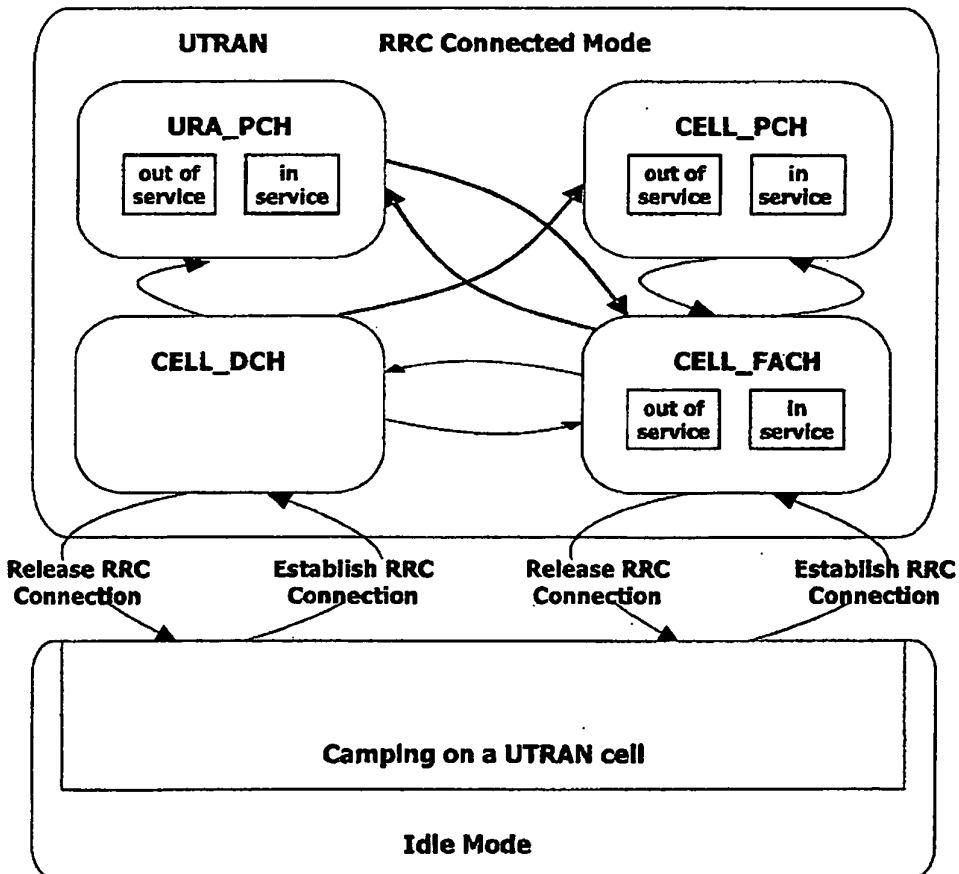 UTRAN RRC Connected Mode
URA_PCH
out of
service
in
service
CELL_PCH
out of
service
in
service
CELL_DCH
CELL_FACH
out of
service
in
service
Release RRC
Connection
Establish RRC
Connection
Release RRC
Connection
Establish RRC
Connection
Camping on a UTRAN cell
Idle Mode